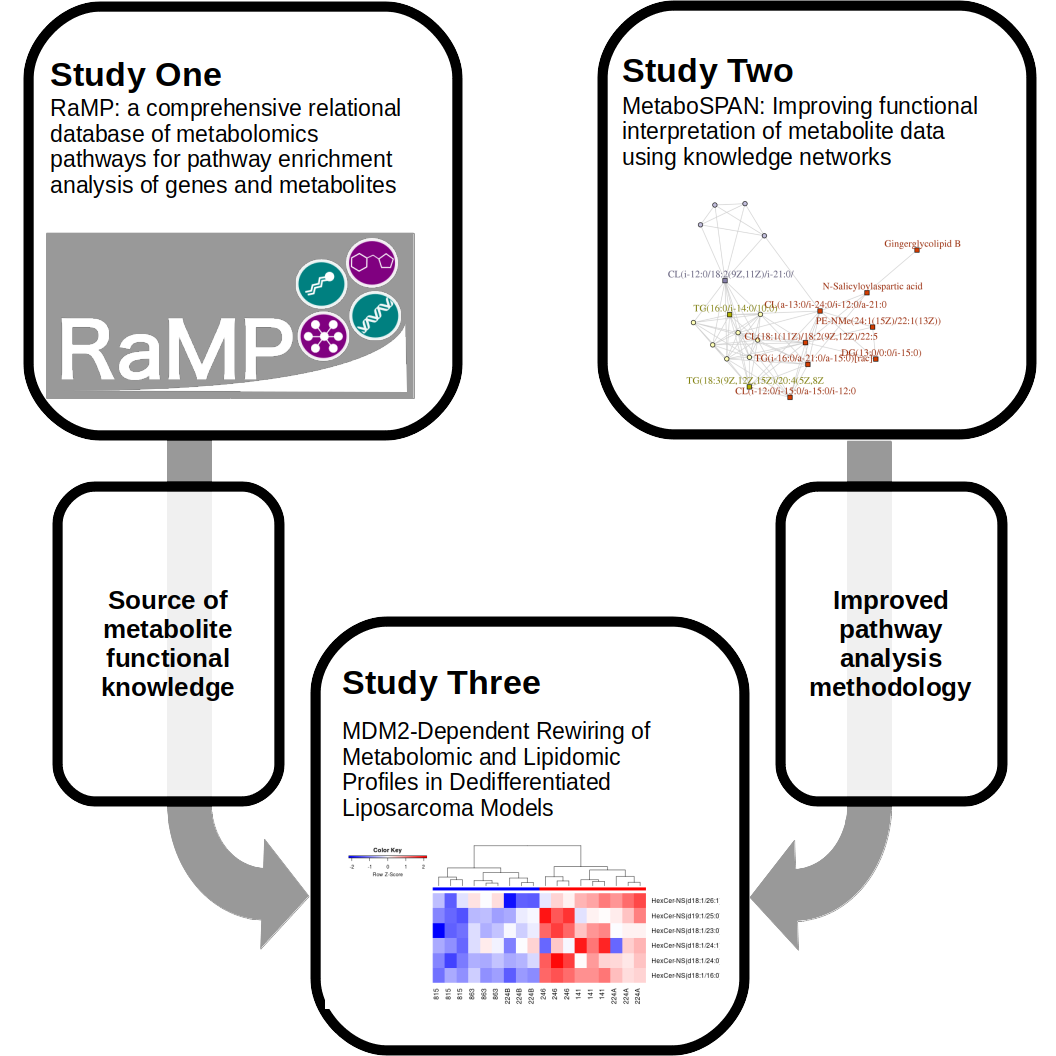 Study One
RaMP: a comprehensive relational
database of metabolomics
pathways for pathway enrichment
analysis of genes and metabolites
RaMP
Study Two
MetaboSPAN: Improving functional
interpretation of metabolite data
using knowledge networks
Gingerglycolipid B
CL(i-12:0/18:2(9Z,11Z)/i-21:0/
N-Salicyloylaspartic acid
TG(16:0/i-14:0/10:0)
CL(a-13:0/i-24:0/i-12:0/a-21:0
PE-NMe(24:1(15Z)/22:1(13Z))
CL(18:1(11Z)/18:2(9Z,12Z)/22:5
DG(13:0/0:0/i-15:0)
TG(i-16:0/a-21:0/a-15:0)[rac]
TG(18:3(9Z,12Z,15Z)/20:4(5Z,8Z
CL(i-12:0/i-15:0/a-15:0/i-12:0
Source of
metabolite
functional
knowledge
Improved
pathway
analysis
methodology
Study Three
MDM2-Dependent Rewiring of
Metabolomic and Lipidomic
Profiles in Dedifferentiated
Liposarcoma Models
Color Key
-2 -1 0 1 2
Row Z-Score
HexCer-NS(d18:1/26:1
HexCer-NS(d19:1/25:0
HexCer-NS(d18:1/23:0
HexCer-NS(d18:1/24:1
HexCer-NS(d18:1/24:0
HexCer-NS(d18:1/16:0
815 815 815 863 863 863 224B 224B 224B 246 246 246 141 141 141 224A 224A 224A